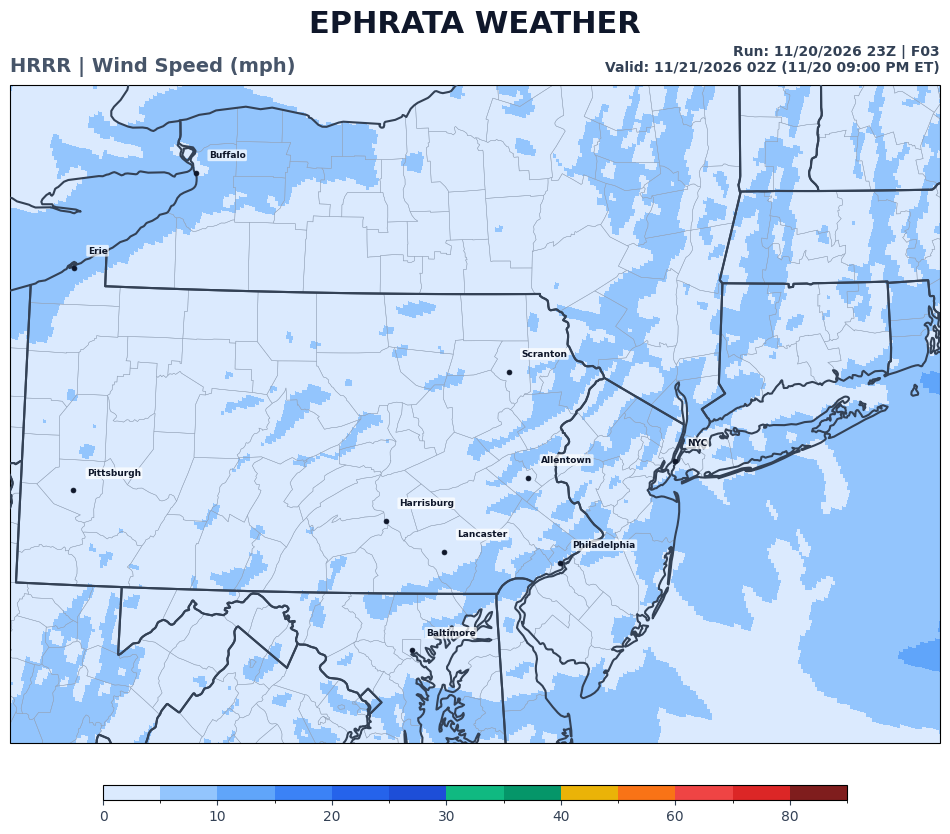 EPHRATA WEATHER
HRRR | Wind Speed (mph)
Run: 11/20/2026 23Z | F03
Valid: 11/21/2026 02Z (11/20 09:00 PM ET)
Buffalo
Erie
Scranton
NYC
Allentown
Pittsburgh
Harrisburg
Lancaster
Philadelphia
Baltimore
0 10 20 30 40 60 80